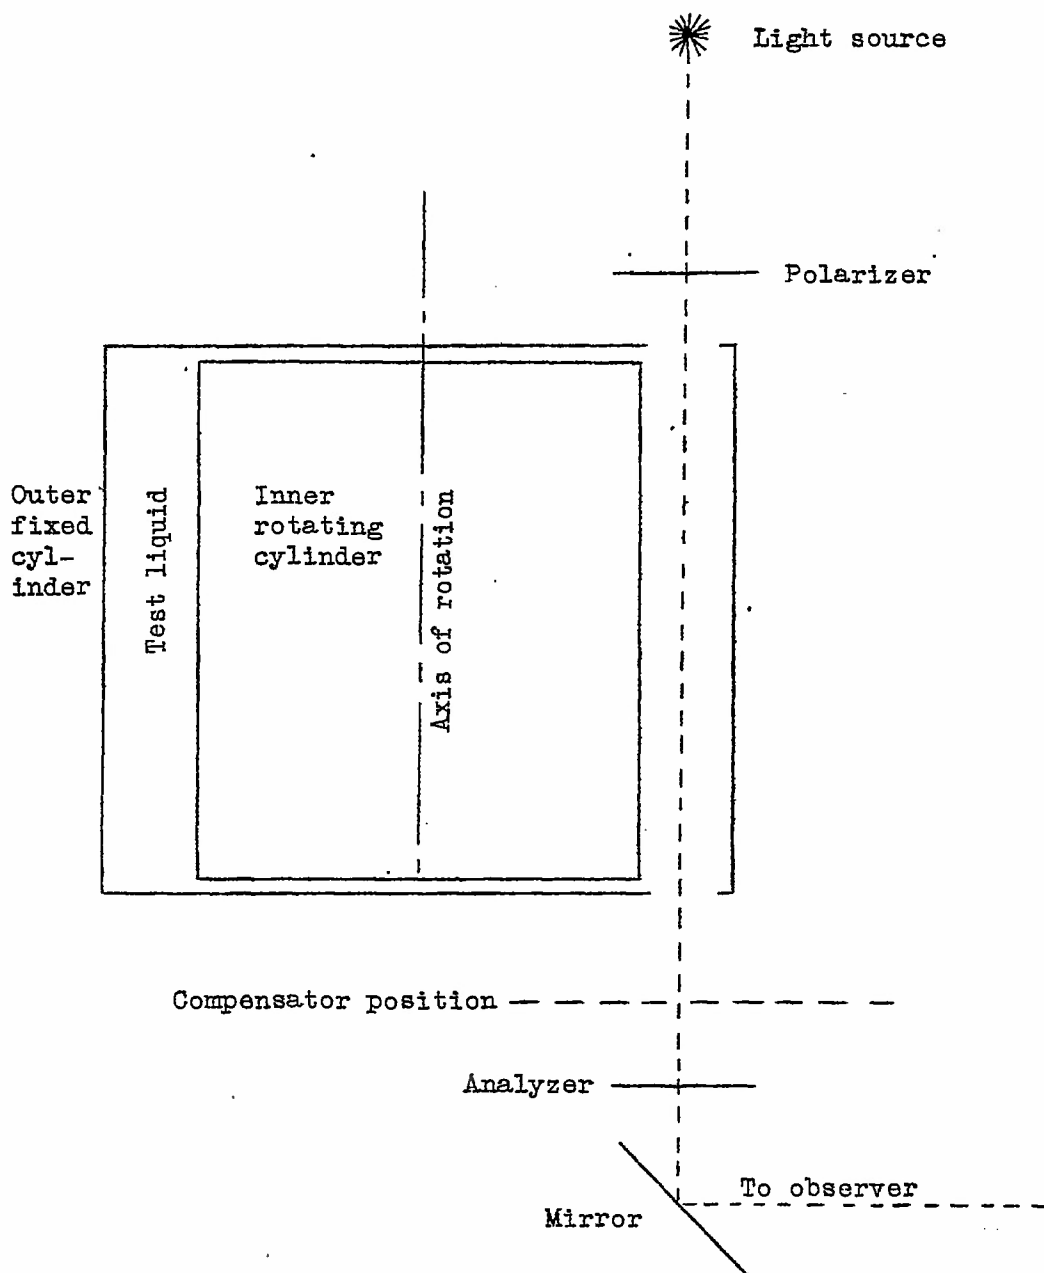 Light source
Polarizer
Outer
fixed
cyl-
inder
Test liquid
Inner
rotating
cylinder
Axis of rotation
Compensator position
Analyzer
To observer
Mirror